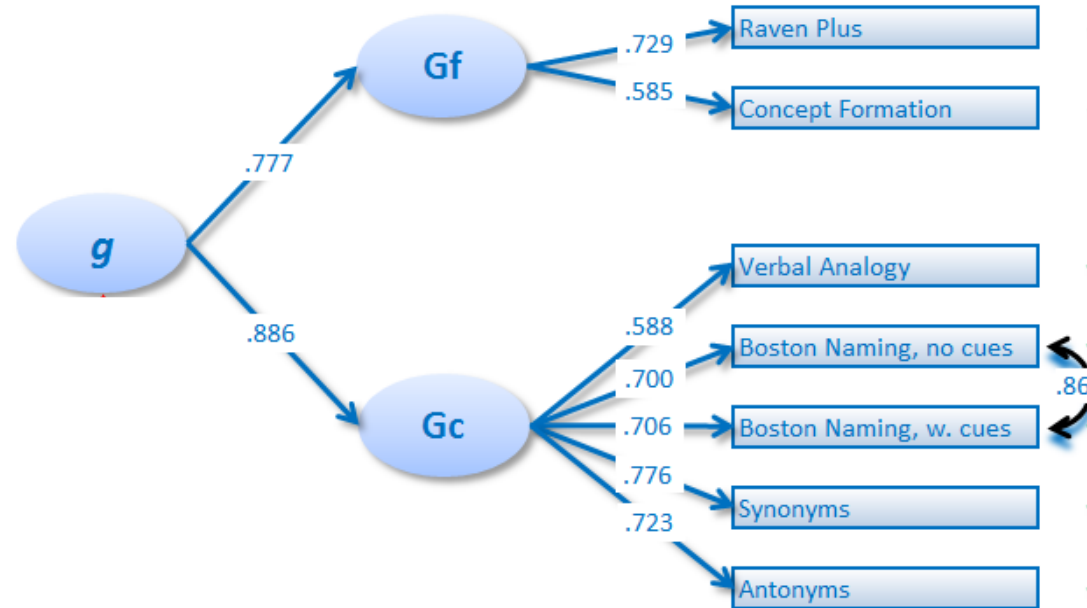 Raven Plus
Gf
.729
.585
Concept Formation
.777
g
Verbal Analogy
.588
.886
Boston Naming, no cues
.700
.86
Gc
.706
Boston Naming, w. cues
.776
Synonyms
.723
Antonyms